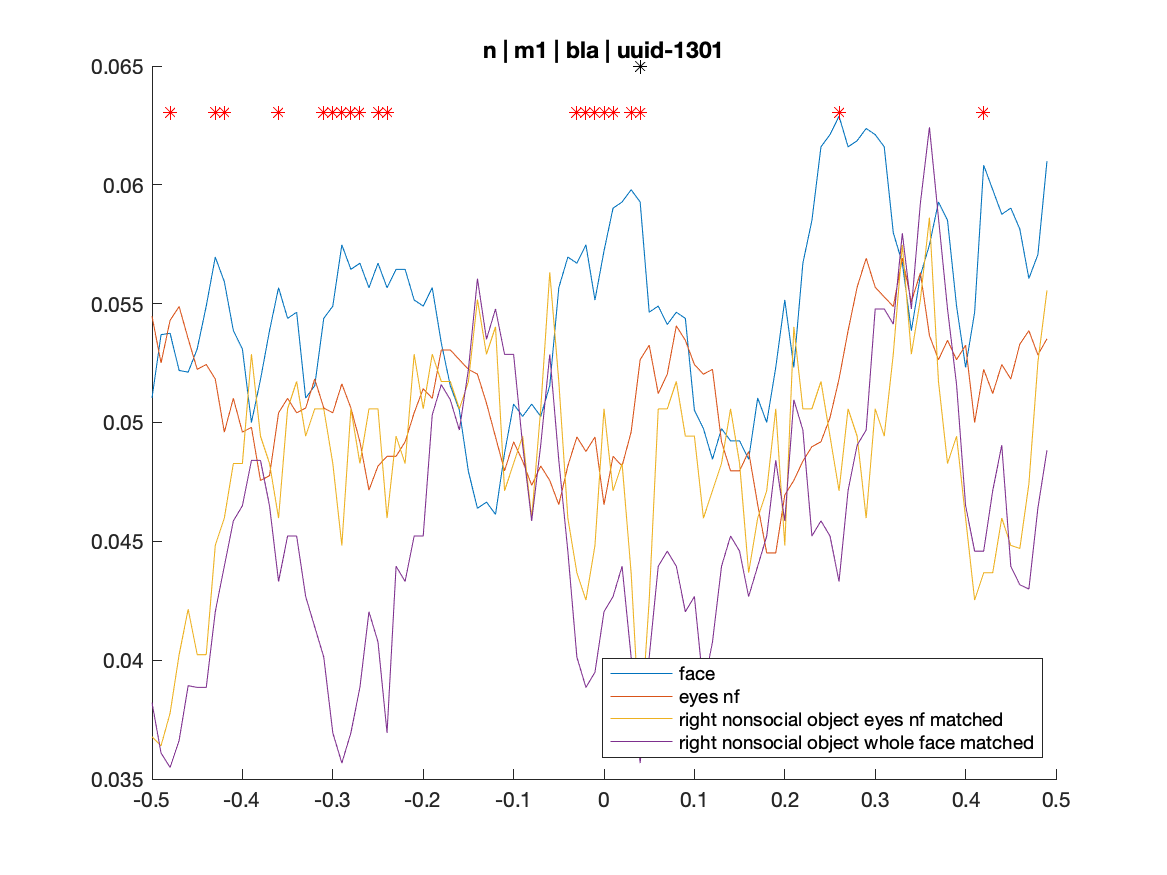 n | m1 | bla | uuid-1301
0.065
0.06
0.055
0.05
0.045
0.04
0.035
face
eyes nf
right nonsocial object eyes nf matched
right nonsocial object whole face matched
-0.5 -0.4 -0.3 -0.2 -0.1 0 0.1 0.2 0.3 0.4 0.5